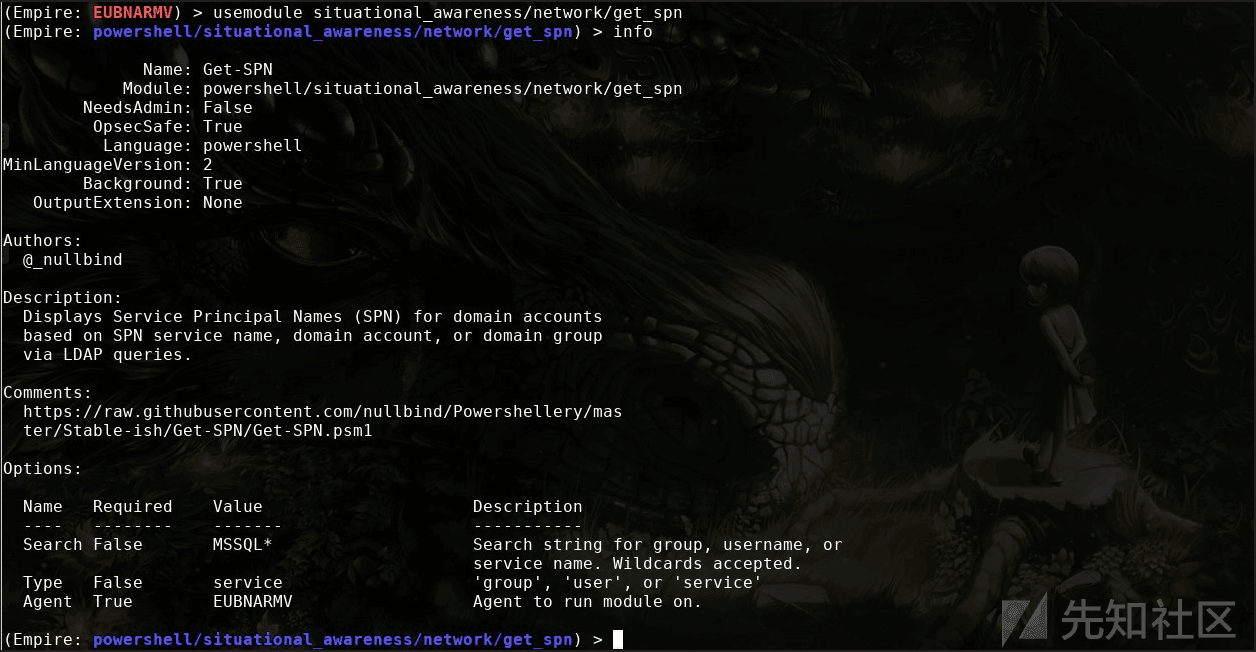 (Empire: EUBNARMV) > usemodule situational_awareness/network/get_spn
(Empire: powershell/situational_awareness/network/get_spn) > info
Name: Get-SPN
Module: powershell/situational_awareness/network/get_spn
NeedsAdmin: False
OpsecSafe: True
Language: powershell
MinLanguageVersion: 2
Background: True
OutputExtension: None
Authors:
@_nullbind
Description:
Displays Service Principal Names (SPN) for domain accounts
based on SPN service name, domain account, or domain group
via LDAP queries.
Comments:
https://raw.githubusercontent.com/nullbind/Powershellery/mas
ter/Stable-ish/Get-SPN/Get-SPN.psm1
Options:
Name Required Value Description
---- -------- ------- -----------
Search False MSSQL* Search string for group, username, or
service name. Wildcards accepted.
Type False service 'group', 'user', or 'service'
Agent True EUBNARMV Agent to run module on.
(Empire: powershell/situational_awareness/network/get_spn) >
先知社区